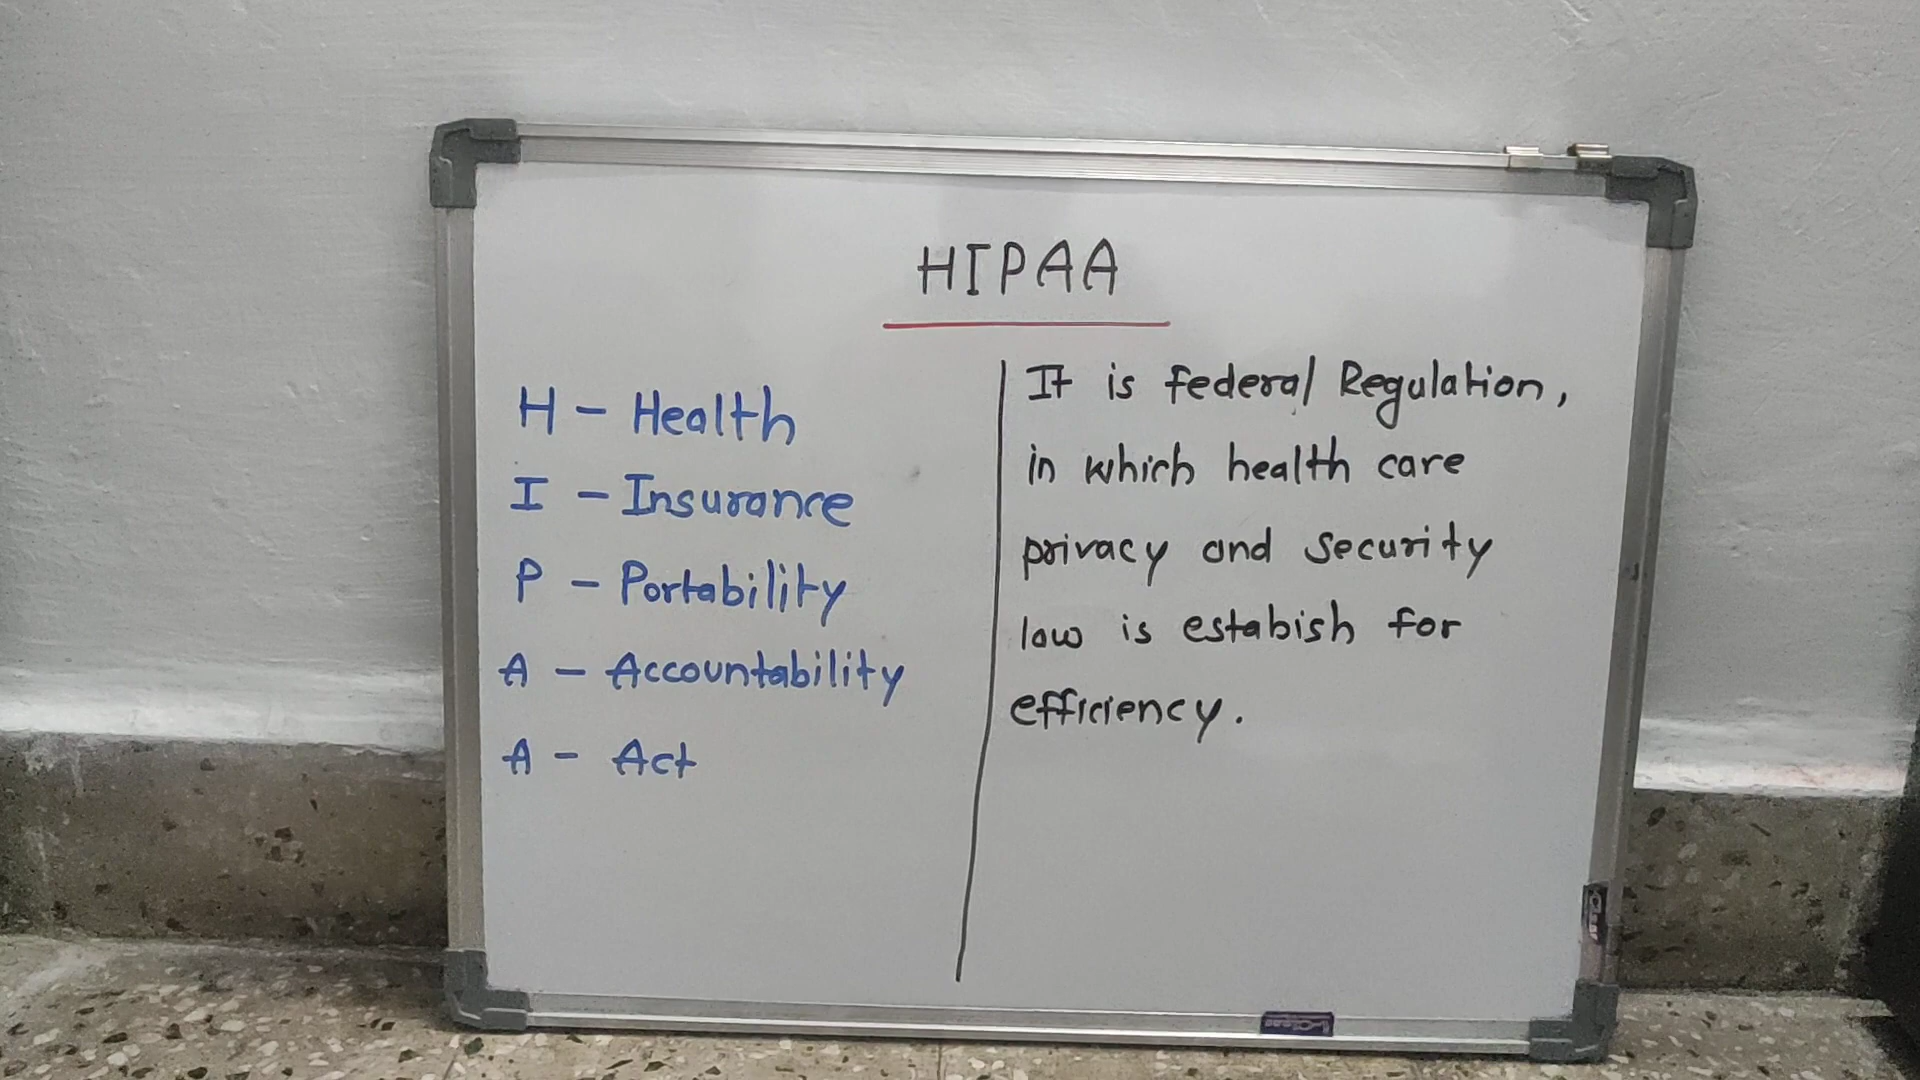 HIPAA
H - Health
I - Insurance
P - Portability
A - Accountability
A - Act
It is federal Regulation,
in which health care
privacy and security
law is estabish for
efficiency.